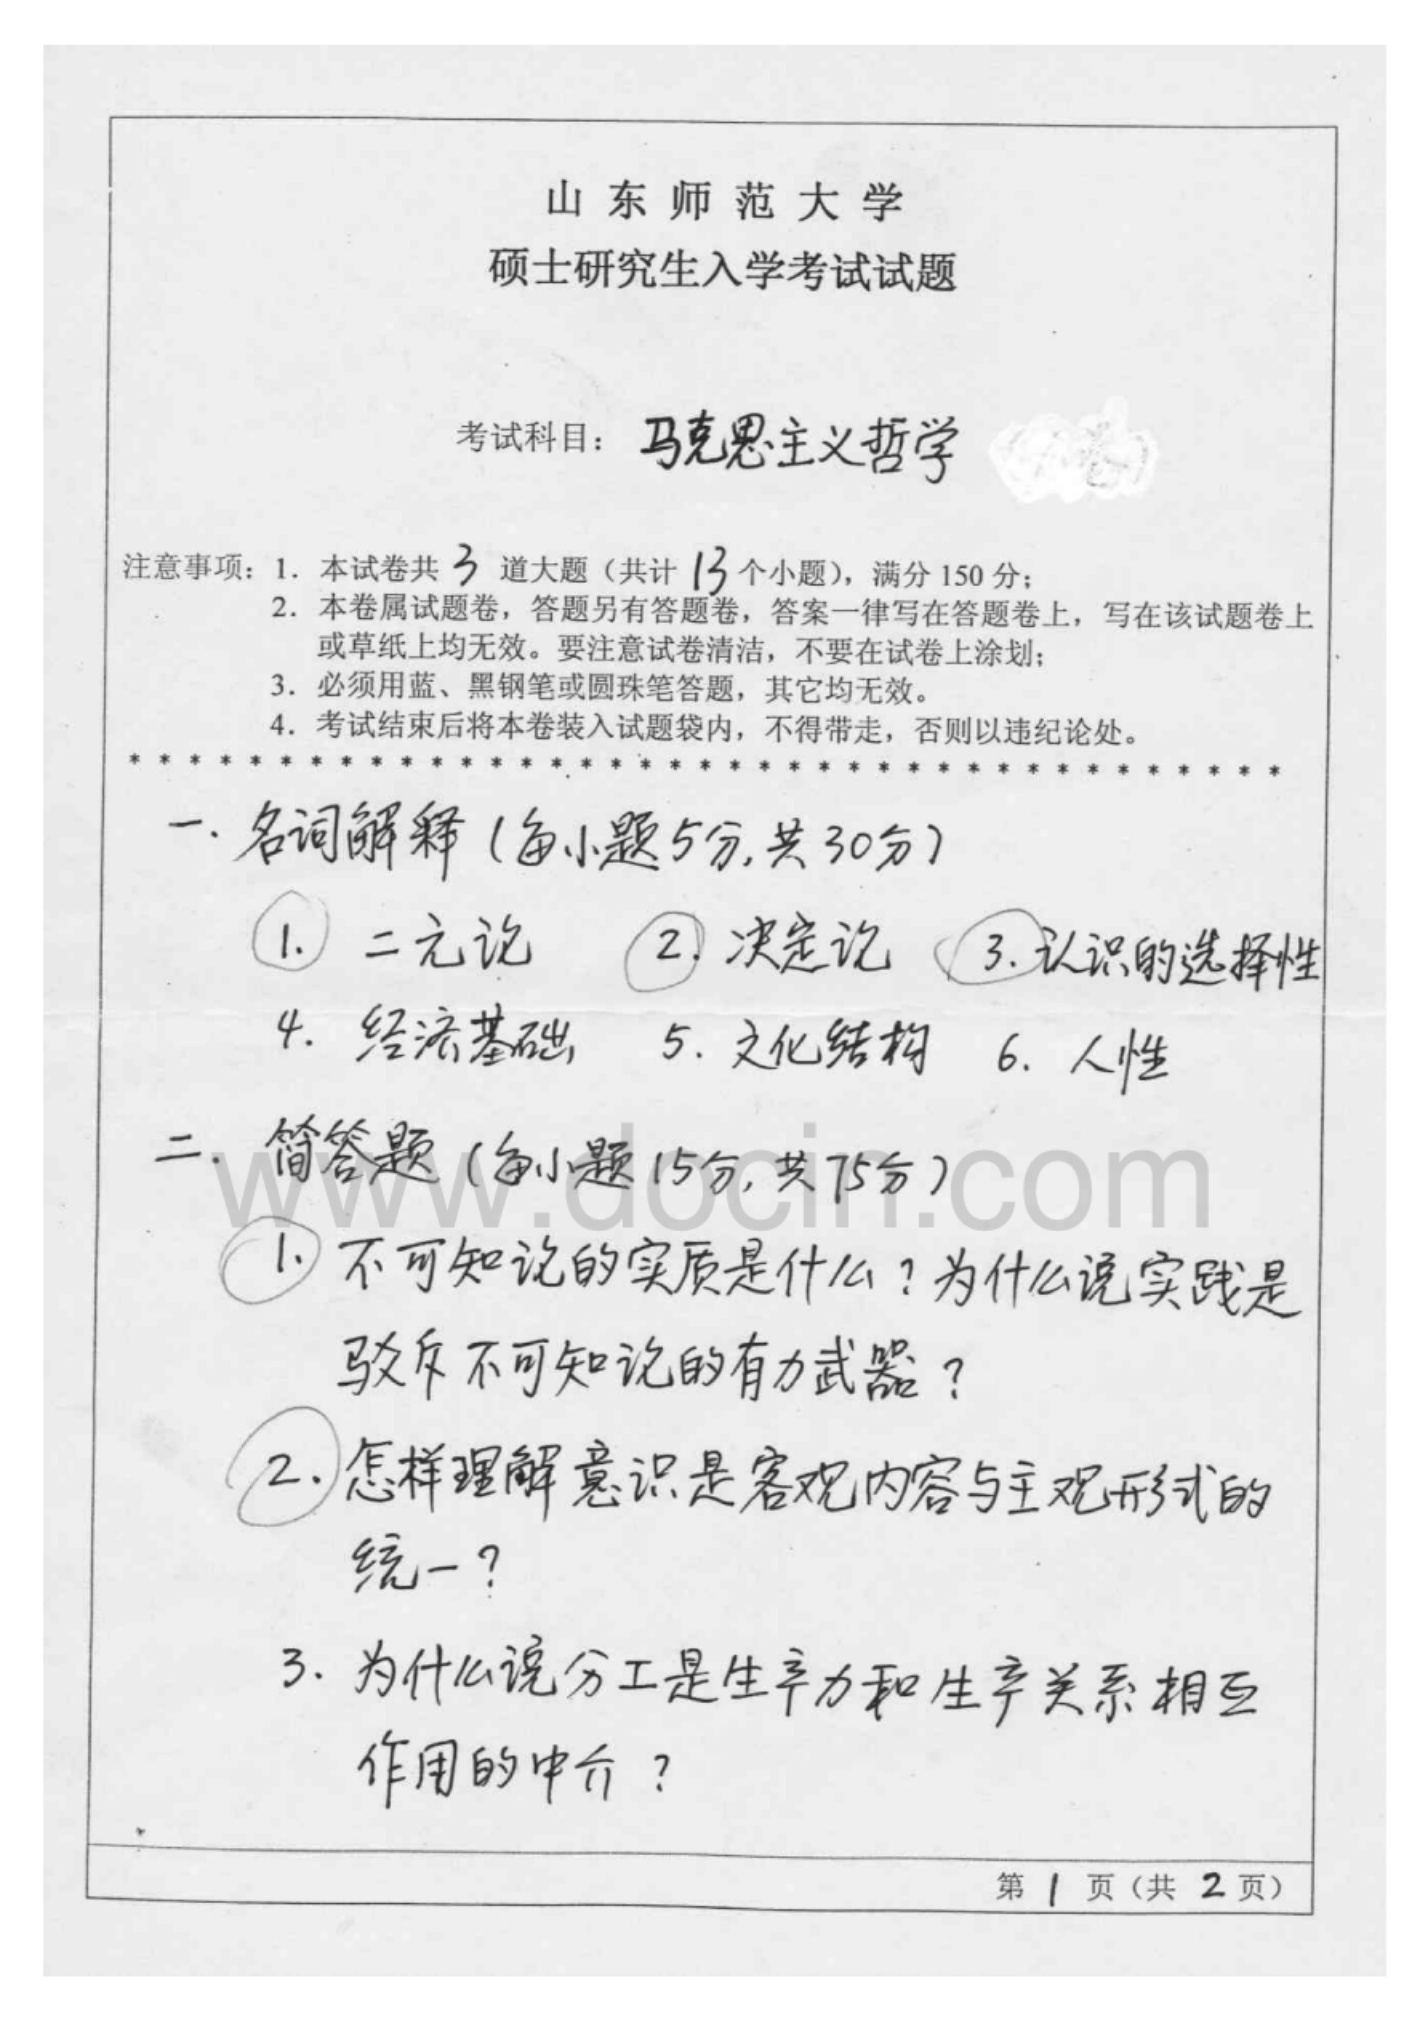 山东师范大学
硕士研究生入学考试试题
考试科目：马克思主义哲学
注意事项：1. 本试卷共 3 道大题（共计 13 个小题），满分 150 分；
2. 本卷属试题卷，答题另有答题卷，答案一律写在答题卷上，写在该试题卷上
或草纸上均无效。要注意试卷清洁，不要在试卷上涂划；
3. 必须用蓝、黑钢笔或圆珠笔答题，其它均无效。
4. 考试结束后将本卷装入试题袋内，不得带走，否则以违纪论处。
* * * * * * * * * * * * * * * * * * * * * * * * * * * * * * * * * * * * * * *
一. 名词解释（每小题5分，共30分）
1. 二元论 2. 决定论 3. 认识的选择性
4. 经济基础 5. 文化结构 6. 人性
二. 简答题（每小题15分，共75分）
www.docin.com
1. 不可知论的实质是什么？为什么说实践是
驳斥不可知论的有力武器？
2. 怎样理解意识是客观内容与主观形式的
统一？
3. 为什么说分工是生产力和生产关系相互
作用的中介？
第 1 页（共 2 页）